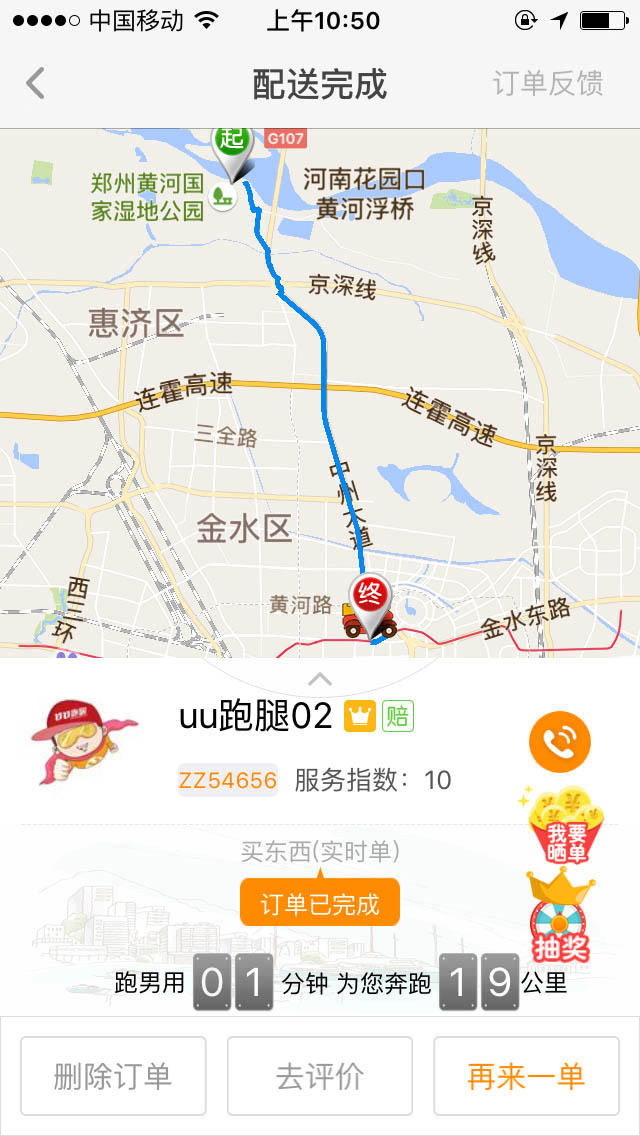 中国移动
上午10:50
配送完成
订单反馈
起
G107
郑州黄河国
家湿地公园
河南花园口
黄河浮桥
京深线
京深线
惠济区
连霍高速
连霍高速
三全路
京深线
中州大道
金水区
西三环
黄河路
终
金水东路
uu跑腿02
赔
ZZ54656
服务指数：10
我要
晒单
买东西(实时单)
订单已完成
抽奖
跑男用 01 分钟 为您奔跑 19 公里
删除订单
去评价
再来一单